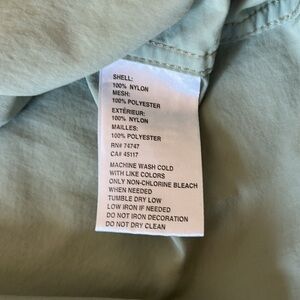 SHELL:
100% NYLON
MESH:
100% POLYESTER
EXTÉRIEUR:
100% NYLON
MAILLES:
100% POLYESTER
RN# 74747
CA# 45117
MACHINE WASH COLD
WITH LIKE COLORS
ONLY NON-CHLORINE BLEACH
WHEN NEEDED
TUMBLE DRY LOW
LOW IRON IF NEEDED
DO NOT IRON DECORATION
DO NOT DRY CLEAN